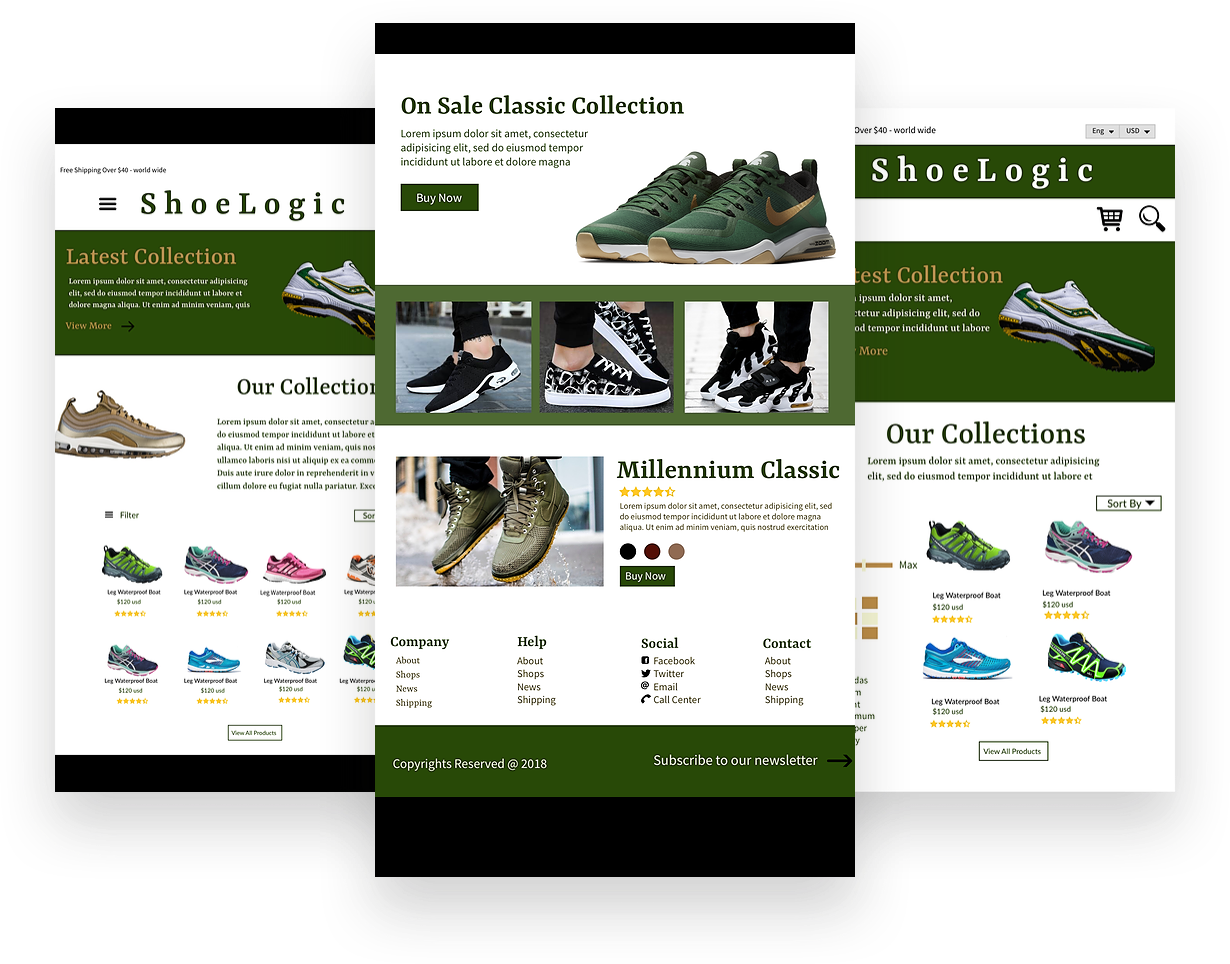 Free Shipping Over $40 - world wide
ShoeLogic
Latest Collection
Lorem ipsum dolor sit amet, consectetur adipisicing
elit, sed do eiusmod tempor incididunt ut labore et
dolore magna aliqua. Ut enim ad minim veniam, quis
View More
Our Collection
Lorem ipsum dolor sit amet, consectetur ad
do eiusmod tempor incididunt ut labore et
aliqua. Ut enim ad minim veniam, quis nos
ullamco laboris nisi ut aliquip ex ea comm
Duis aute irure dolor in reprehenderit in v
cillum dolore eu fugiat nulla pariatur. Exce
Filter
Sor
Leg Waterproof Boat
$120 usd
Leg Waterproof Boat
$120 usd
Leg Waterproof Boat
$120 usd
Leg Waterp
$120 u
Leg Waterproof Boat
$120 usd
Leg Waterproof Boat
$120 usd
Leg Waterproof Boat
$120 usd
Leg Waterp
$120 u
View All Products
On Sale Classic Collection
Lorem ipsum dolor sit amet, consectetur
adipisicing elit, sed do eiusmod tempor
incididunt ut labore et dolore magna
Buy Now
ZOOM
Millennium Classic
Lorem ipsum dolor sit amet, consectetur adipisicing elit, sed
do eiusmod tempor incididunt ut labore et dolore magna
aliqua. Ut enim ad minim veniam, quis nostrud exercitation
Buy Now
Company
About
Shops
News
Shipping
Help
About
Shops
News
Shipping
Social
Facebook
Twitter
Email
Call Center
Contact
About
Shops
News
Shipping
Copyrights Reserved @ 2018
Subscribe to our newsletter
Over $40 - world wide
Eng
USD
ShoeLogic
test Collection
ipsum dolor sit amet,
ctetur adipisicing elit, sed do
od tempor incididunt ut labore
More
Our Collections
Lorem ipsum dolor sit amet, consectetur adipisicing
elit, sed do eiusmod tempor incididunt ut labore et
Sort By
Max
das
m
nt
mum
per
y
Leg Waterproof Boat
$120 usd
Leg Waterproof Boat
$120 usd
Leg Waterproof Boat
$120 usd
Leg Waterproof Boat
$120 usd
View All Products